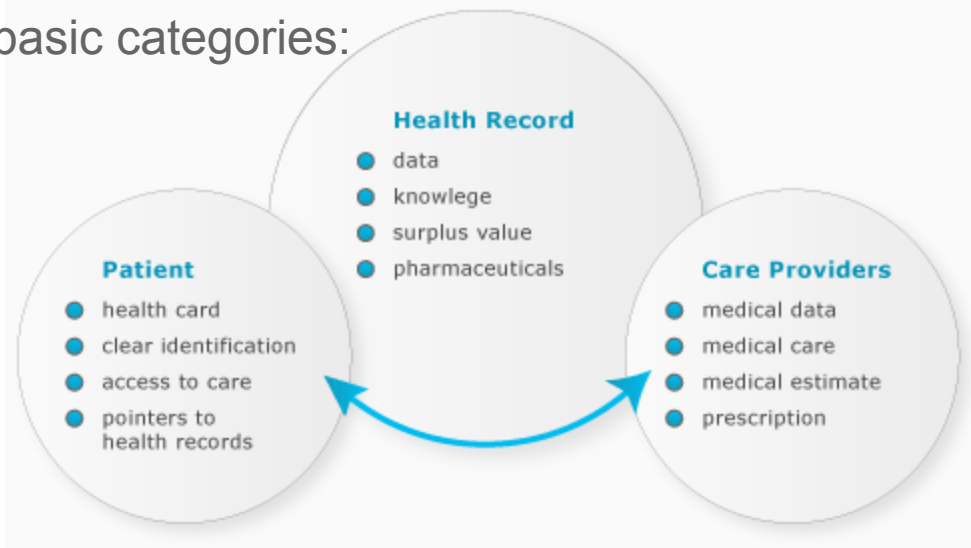 basic categories:
Health Record
data
knowlege
surplus value
pharmaceuticals
Patient
health card
clear identification
access to care
pointers to
health records
Care Providers
medical data
medical care
medical estimate
prescription